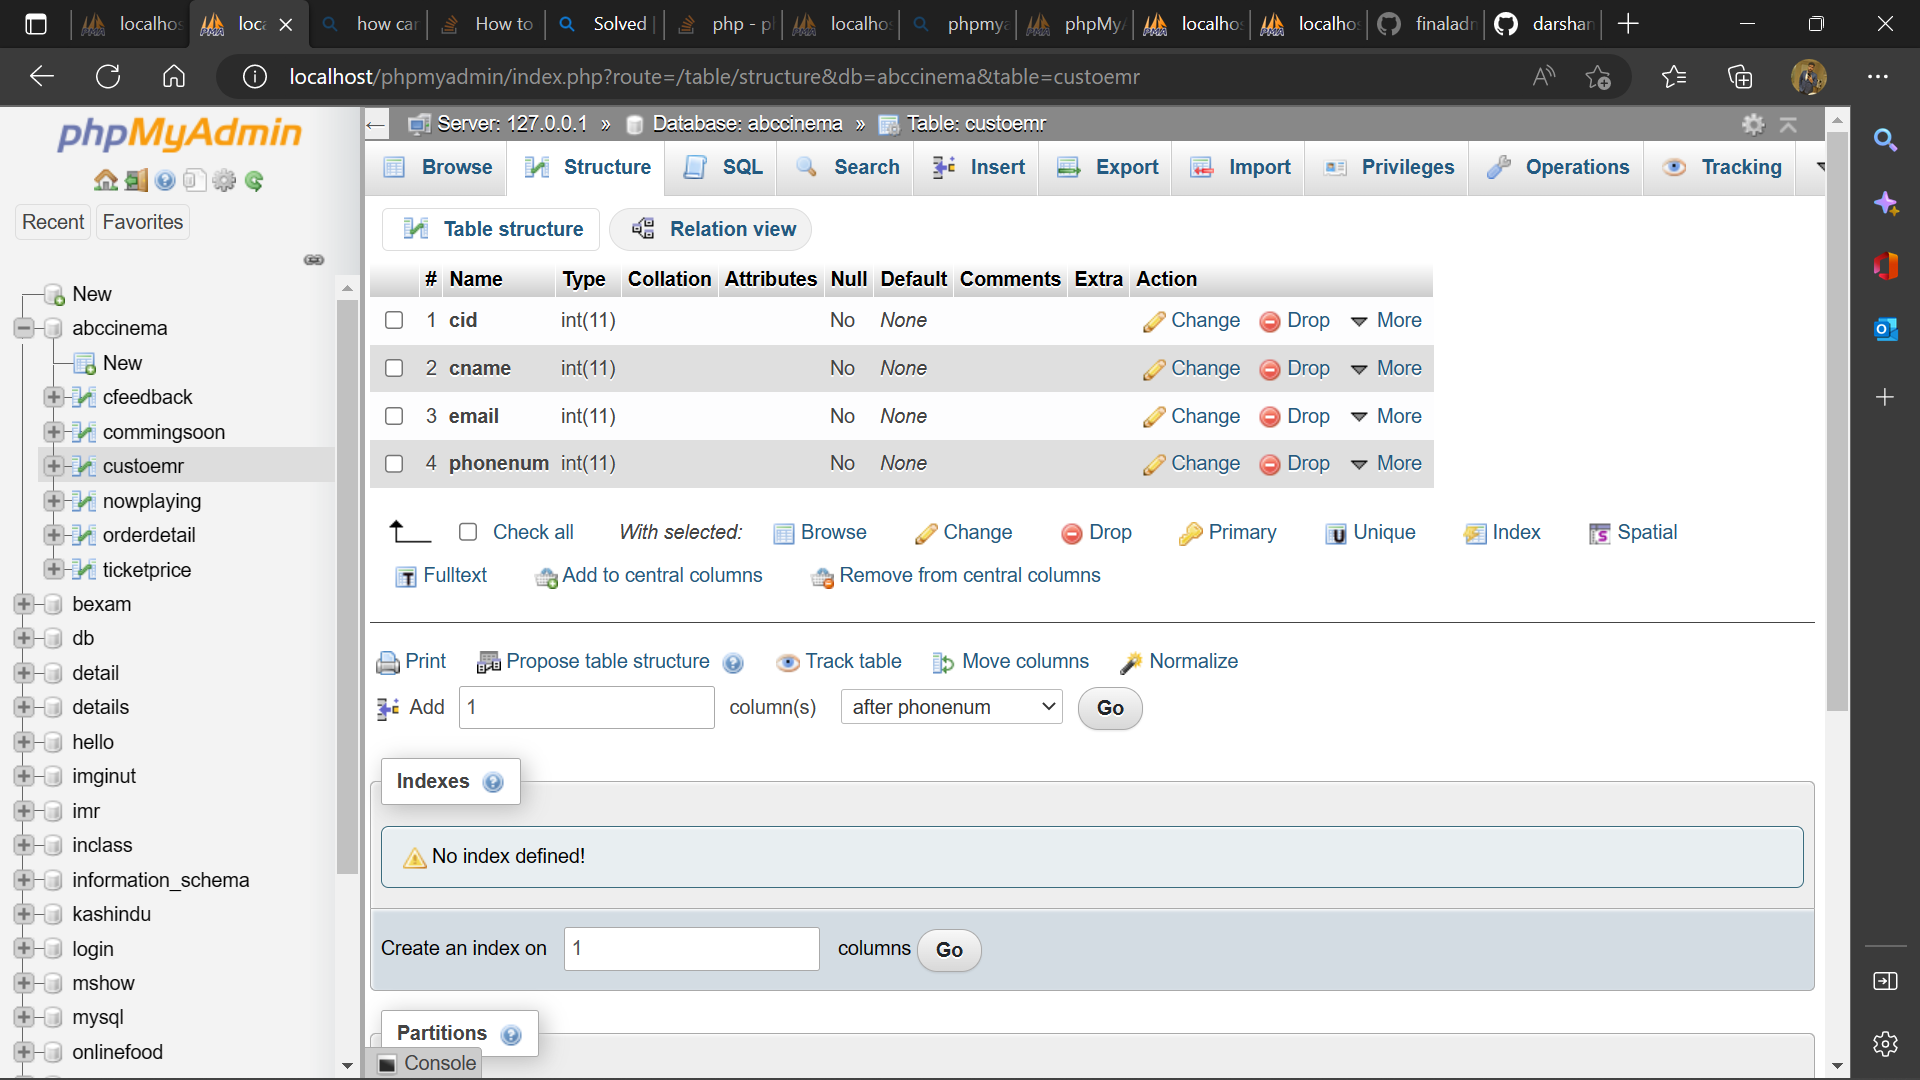 localhos
loca
how car
How to
Solved
php - pl
localhos
phpmya
phpMyA
localhos
localhos
finaladn
darshan
localhost/phpmyadmin/index.php?route=/table/structure&db=abccinema&table=custoemr
phpMyAdmin
Recent Favorites
New
abccinema
New
cfeedback
commingsoon
custoemr
nowplaying
orderdetail
ticketprice
bexam
db
detail
details
hello
imginut
imr
inclass
information_schema
kashindu
login
mshow
mysql
onlinefood
Server: 127.0.0.1 » Database: abccinema » Table: custoemr
Browse Structure SQL Search Insert Export Import Privileges Operations Tracking
Table structure Relation view
# Name Type Collation Attributes Null Default Comments Extra Action
1 cid int(11) No None Change Drop More
2 cname int(11) No None Change Drop More
3 email int(11) No None Change Drop More
4 phonenum int(11) No None Change Drop More
Check all With selected: Browse Change Drop Primary Unique Index Spatial
Fulltext Add to central columns Remove from central columns
Print Propose table structure Track table Move columns Normalize
Add 1 column(s) after phonenum Go
Indexes
No index defined!
Create an index on 1 columns Go
Partitions
Console